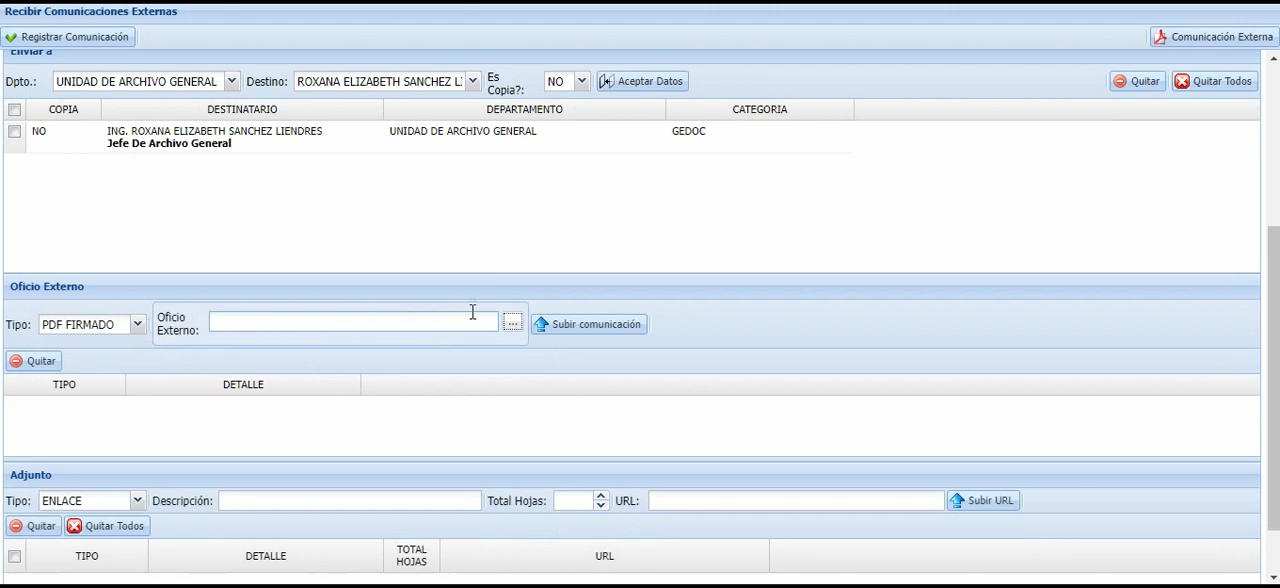 Recibir Comunicaciones Externas
Registrar Comunicación
Comunicación Externa
Enviar a
Dpto.: UNIDAD DE ARCHIVO GENERAL Destino: ROXANA ELIZABETH SANCHEZ LI Es Copia?: NO Aceptar Datos Quitar Quitar Todos
COPIA DESTINATARIO DEPARTAMENTO CATEGORIA
NO ING. ROXANA ELIZABETH SANCHEZ LIENDRES UNIDAD DE ARCHIVO GENERAL GEDOC
Jefe De Archivo General
Oficio Externo
Tipo: PDF FIRMADO Oficio Externo: ... Subir comunicación
Quitar
TIPO DETALLE
Adjunto
Tipo: ENLACE Descripción: Total Hojas: URL: Subir URL
Quitar Quitar Todos
TIPO DETALLE TOTAL HOJAS URL